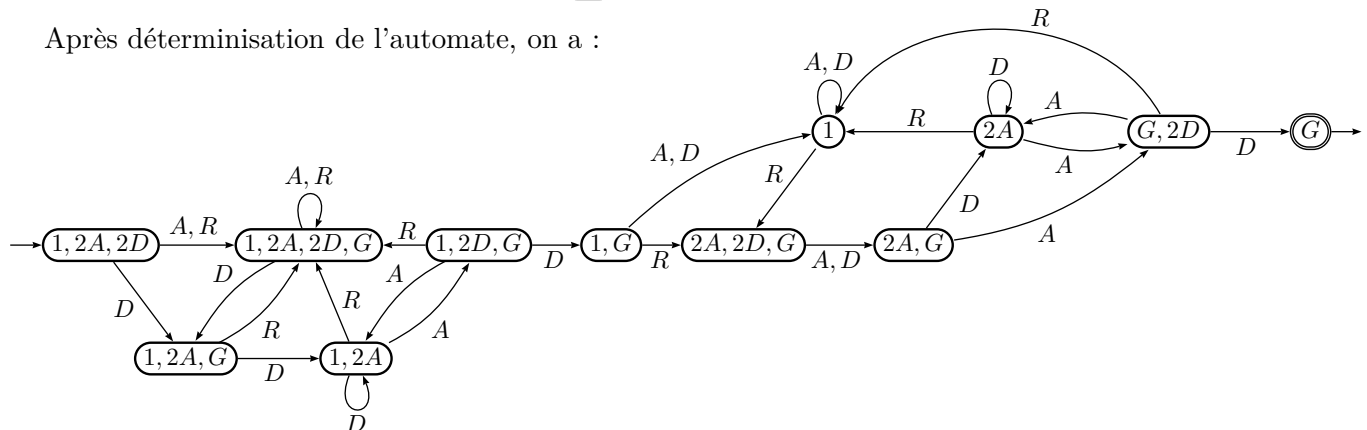 R
Après déterminisation de l'automate, on a :
A, D
D
A
1
R
2A
G, 2D
D
G
A, D
A
R
A, R
D
A
1, 2A, 2D
A, R
1, 2A, 2D, G
R
1, 2D, G
D
1, G
R
2A, 2D, G
A, D
2A, G
D
A
R
A
D
R
A
1, 2A, G
D
1, 2A
D